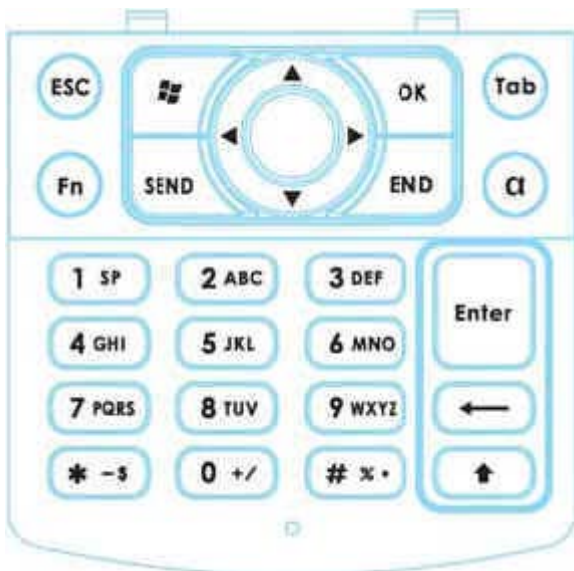 ESC OK Tab
Fn SEND END α
1 SP 2 ABC 3 DEF
Enter
4 GHI 5 JKL 6 MNO
7 PQRS 8 TUV 9 WXYZ ←
* - $ 0 + / # % •